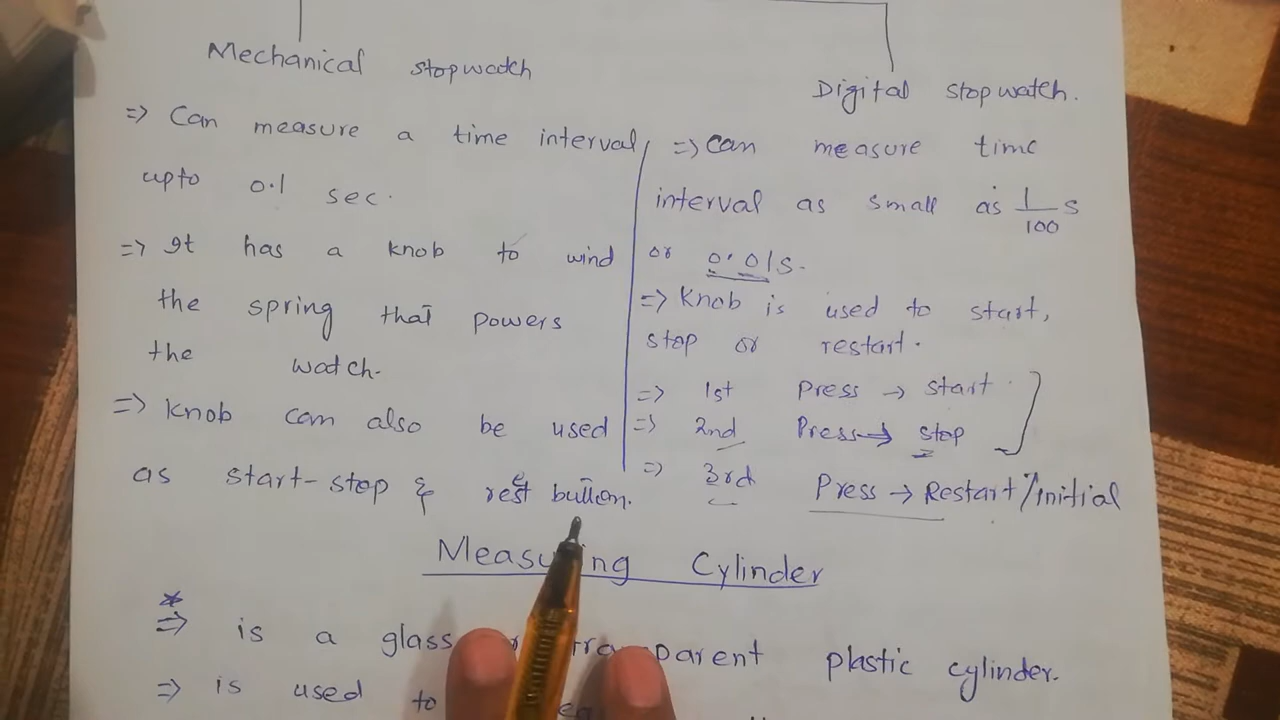 Mechanical stopwatch
=> Can measure a time interval
upto 0.1 sec.
=> It has a knob to wind
the spring that powers
the watch.
=> Knob can also be used
as start-stop & reset button.
Digital stopwatch.
=> Can measure time
interval as small as 1/100 s
or 0.01s.
=> Knob is used to start,
stop or restart.
=> 1st Press → start
=> 2nd Press → stop
=> 3rd Press → Restart/initial
Measuring Cylinder
* => is a glass or transparent plastic cylinder.
=> is used to